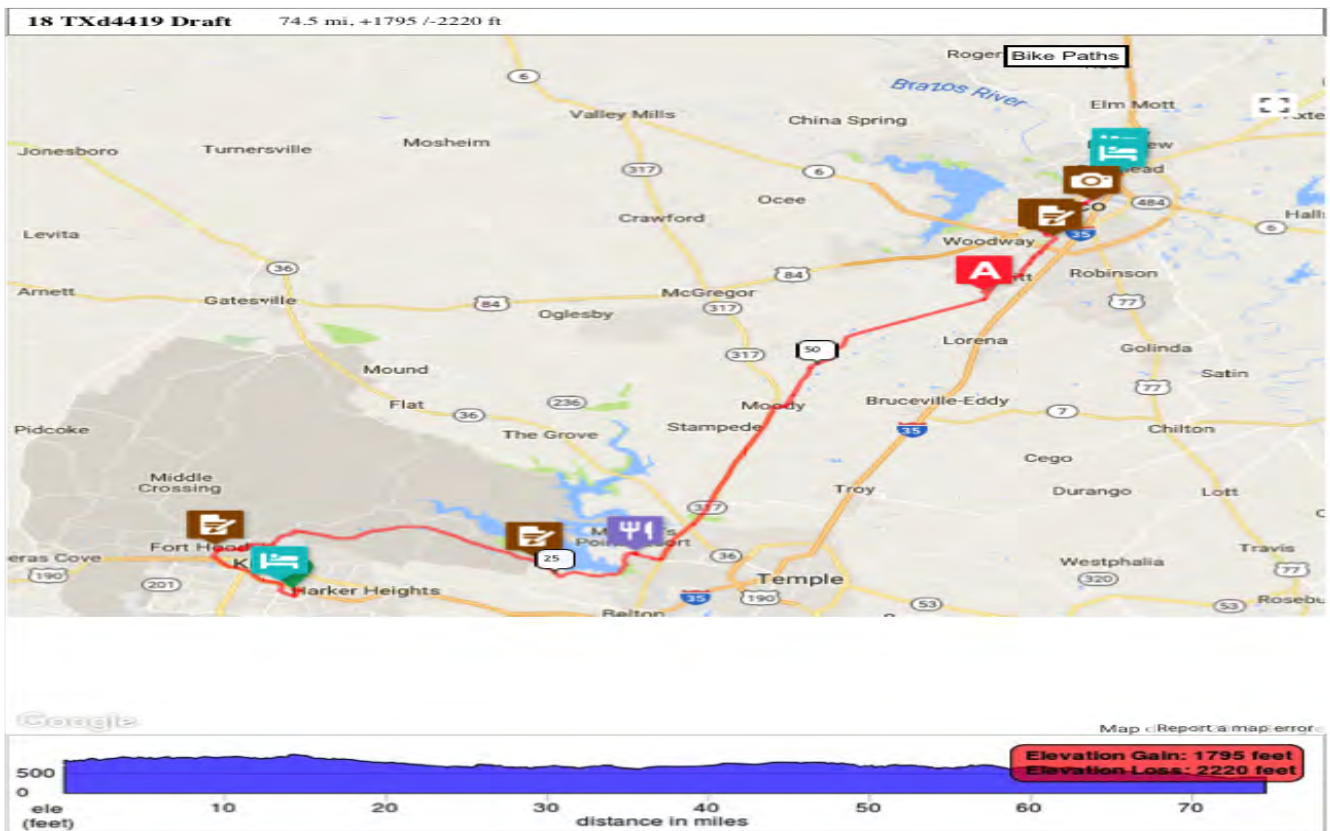 18 TXd4419 Draft 74.5 mi, +1795 /-2220 ft
Bike Paths
Brazos River
6
Elm Mott
Valley Mills
China Spring
Jonesboro
Turnersville
Mosheim
317
6
Ocee
484
Crawford
6
Levita
Woodway
35
36
A
84
Robinson
Arnett
Gatesville
84
McGregor
317
77
Oglesby
Lorena
50
317
Golinda
Mound
Satin
77
Flat
236
Moody
Bruceville-Eddy
36
7
Pidcoke
The Grove
Stampede
35
Chilton
Cego
Middle
Crossing
Troy
Durango
Lott
317
Fort Hood
25
36
Travis
190
201
Westphalia
77
Temple
320
Harker Heights
35
190
53
53
Belton
Google
Report a map error
Elevation Gain: 1795 feet
Elevation Loss: 2220 feet
500
0
ele
(feet)
10 20 30 40 50 60 70
distance in miles